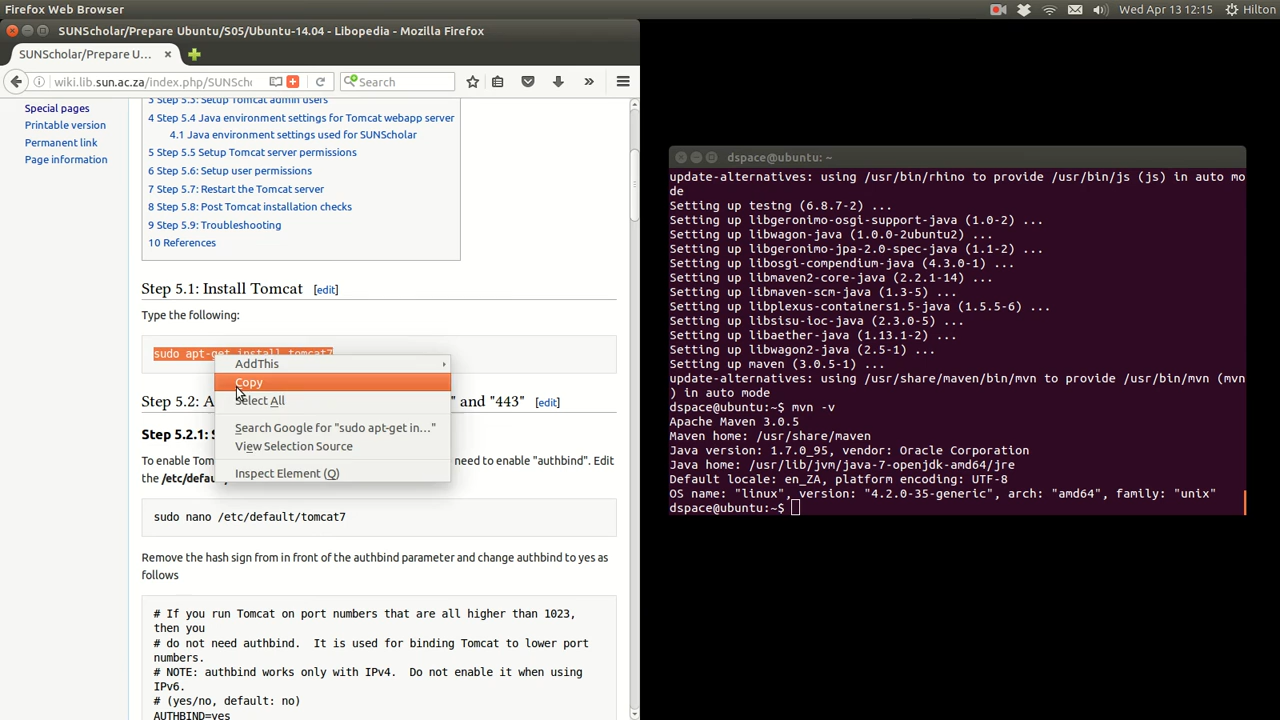 Firefox Web Browser
Wed Apr 13 12:15
Hilton
SUNScholar/Prepare Ubuntu/S05/Ubuntu-14.04 - Libopedia - Mozilla Firefox
SUNScholar/Prepare U...
wiki.lib.sun.ac.za/index.php/SUNSch
Search
Special pages
Printable version
Permanent link
Page information
3 Step 5.3: Setup Tomcat admin users
4 Step 5.4: Java environment settings for Tomcat webapp server
4.1 Java environment settings used for SUNScholar
5 Step 5.5 Setup Tomcat server permissions
6 Step 5.6: Setup user permissions
7 Step 5.7: Restart the Tomcat server
8 Step 5.8: Post Tomcat installation checks
9 Step 5.9: Troubleshooting
10 References
Step 5.1: Install Tomcat [edit]
Type the following:
sudo apt-get install tomcat7
AddThis
Copy
Select All
Search Google for "sudo apt-get in..."
View Selection Source
Inspect Element (Q)
Step 5.2: A " and "443" [edit]
Step 5.2.1: S
To enable Tom need to enable "authbind". Edit
the /etc/defau
sudo nano /etc/default/tomcat7
Remove the hash sign from in front of the authbind parameter and change authbind to yes as
follows
# If you run Tomcat on port numbers that are all higher than 1023,
then you
# do not need authbind. It is used for binding Tomcat to lower port
numbers.
# NOTE: authbind works only with IPv4. Do not enable it when using
IPv6.
# (yes/no, default: no)
AUTHBIND=yes
dspace@ubuntu: ~
update-alternatives: using /usr/bin/rhino to provide /usr/bin/js (js) in auto mo
de
Setting up testng (6.8.7-2) ...
Setting up libgeronimo-osgi-support-java (1.0-2) ...
Setting up libwagon-java (1.0.0-2ubuntu2) ...
Setting up libgeronimo-jpa-2.0-spec-java (1.1-2) ...
Setting up libosgi-compendium-java (4.3.0-1) ...
Setting up libmaven2-core-java (2.2.1-14) ...
Setting up libmaven-scm-java (1.3-5) ...
Setting up libplexus-containers1.5-java (1.5.5-6) ...
Setting up libsisu-ioc-java (2.3.0-5) ...
Setting up libaether-java (1.13.1-2) ...
Setting up libwagon2-java (2.5-1) ...
Setting up maven (3.0.5-1) ...
update-alternatives: using /usr/share/maven/bin/mvn to provide /usr/bin/mvn (mvn
) in auto mode
dspace@ubuntu:~$ mvn -v
Apache Maven 3.0.5
Maven home: /usr/share/maven
Java version: 1.7.0_95, vendor: Oracle Corporation
Java home: /usr/lib/jvm/java-7-openjdk-amd64/jre
Default locale: en_ZA, platform encoding: UTF-8
OS name: "linux", version: "4.2.0-35-generic", arch: "amd64", family: "unix"
dspace@ubuntu:~$